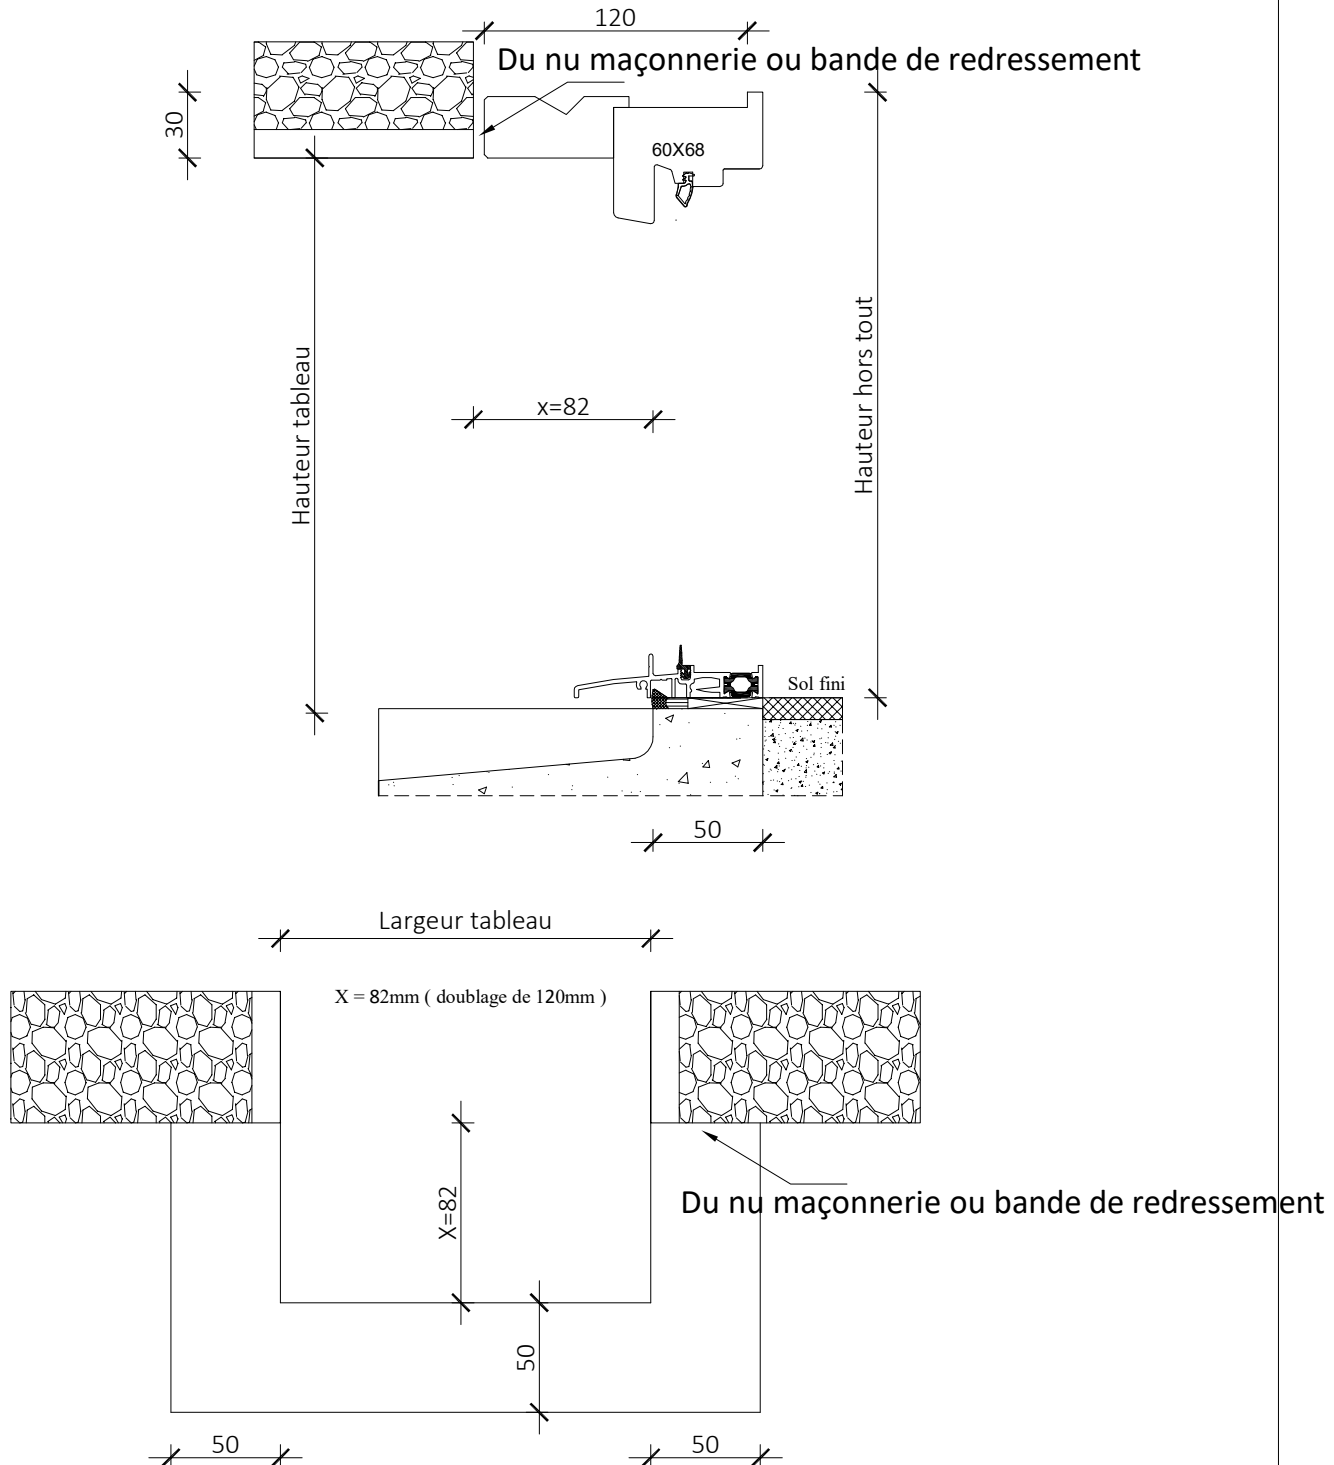 120
Du nu maçonnerie ou bande de redressement
30
60X68
Hauteur tableau
Hauteur hors tout
x=82
Sol fini
50
Largeur tableau
X = 82mm ( doublage de 120mm )
X=82
Du nu maçonnerie ou bande de redressement
50
50
50